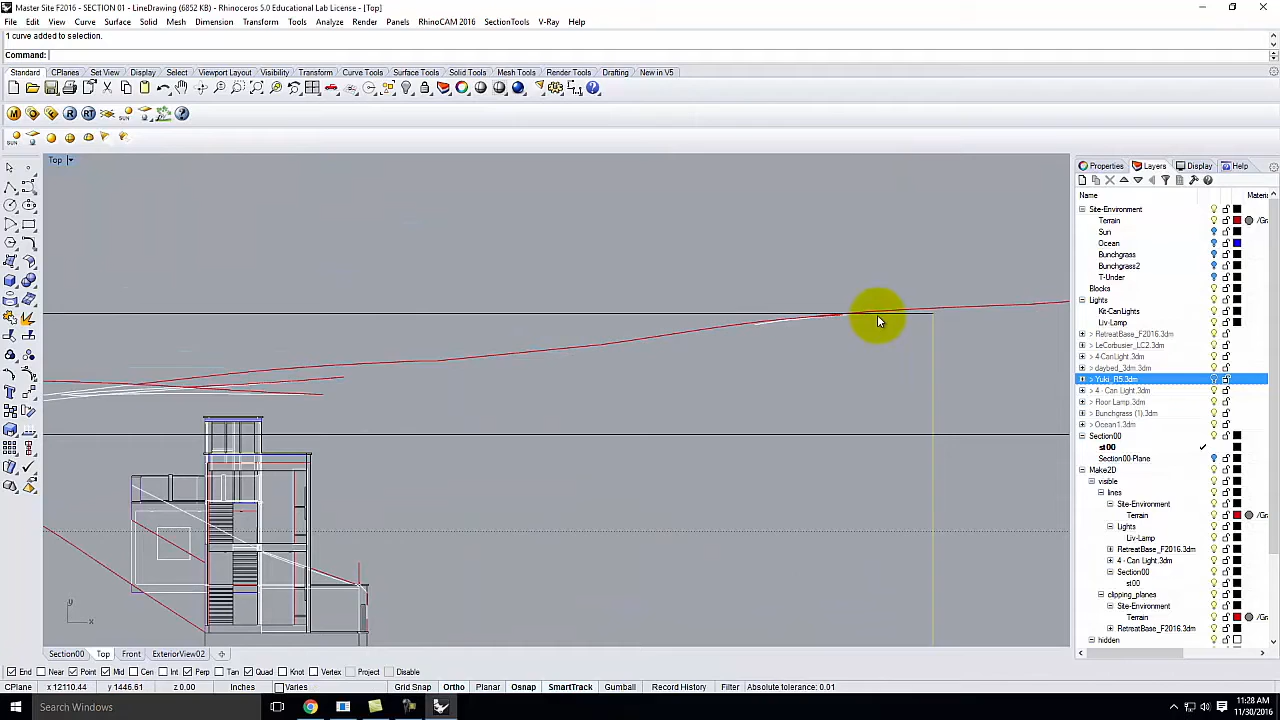 Master Site F2016 - SECTION 01 - LineDrawing (6852 KB) - Rhinoceros 5.0 Educational Lab License - [Top]
File Edit View Curve Surface Solid Mesh Dimension Transform Tools Analyze Render Panels RhinoCAM 2016 SectionTools V-Ray Help
1 curve added to selection.
Command:
Standard CPlanes Set View Display Select Viewport Layout Visibility Transform Curve Tools Surface Tools Solid Tools Mesh Tools Render Tools Drafting New in V5
Top
Properties Layers Display Help
Name Materi
Site-Environment
Terrain /Gr
Sun
Ocean
Bunchgrass
Bunchgrass2
T-Under
Blocks
Lights
Kit-CanLights
Liv-Lamp
> RetreatBase_F2016.3dm
> LeCorbusier_LC2.3dm
> 4-CanLight.3dm
> daybed_3dm.3dm
> Yuki_R5.3dm
> 4 - Can Light.3dm
> Floor Lamp.3dm
> Bunchgrass (1).3dm
> Ocean1.3dm
Section00
st00
Section00-Plane
Make2D
visible
lines
Site-Environment
Terrain /Gr
Lights
Liv-Lamp
RetreatBase_F2016.3dm
4 - Can Light.3dm
Section00
st00
clipping_planes
Site-Environment
Terrain /Gr
RetreatBase_F2016.3dm
hidden
y
x
Section00 Top Front ExteriorView02
End Near Point Mid Cen Int Perp Tan Quad Knot Vertex Project Disable
CPlane x 12110.44 y 1446.61 z 0.00 Inches Varies Grid Snap Ortho Planar Osnap SmartTrack Gumball Record History Filter Absolute tolerance: 0.01
Search Windows
11:28 AM
11/30/2016